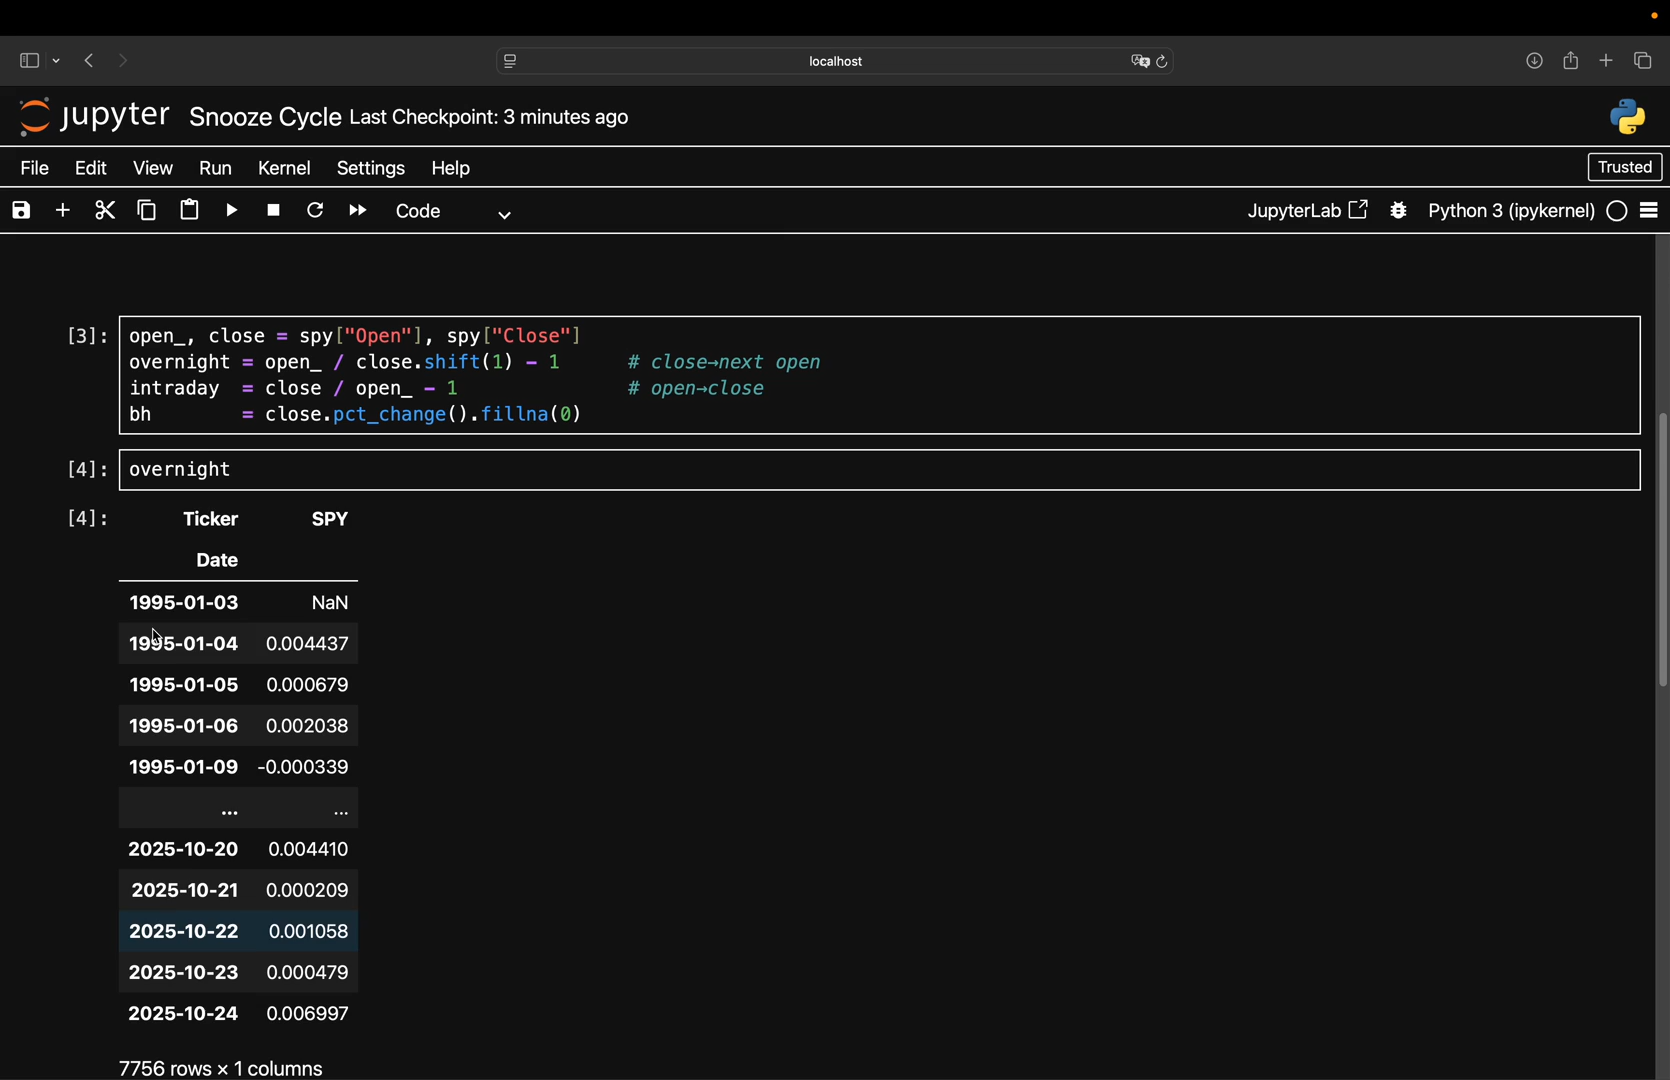 localhost
jupyter Snooze Cycle Last Checkpoint: 3 minutes ago
File Edit View Run Kernel Settings Help Trusted
Code JupyterLab Python 3 (ipykernel)
[3]: open_, close = spy["Open"], spy["Close"]
overnight = open_ / close.shift(1) - 1 # close→next open
intraday = close / open_ - 1 # open→close
bh = close.pct_change().fillna(0)
[4]: overnight
[4]: Ticker SPY
Date
1995-01-03 NaN
1995-01-04 0.004437
1995-01-05 0.000679
1995-01-06 0.002038
1995-01-09 -0.000339
... ...
2025-10-20 0.004410
2025-10-21 0.000209
2025-10-22 0.001058
2025-10-23 0.000479
2025-10-24 0.006997
7756 rows × 1 columns